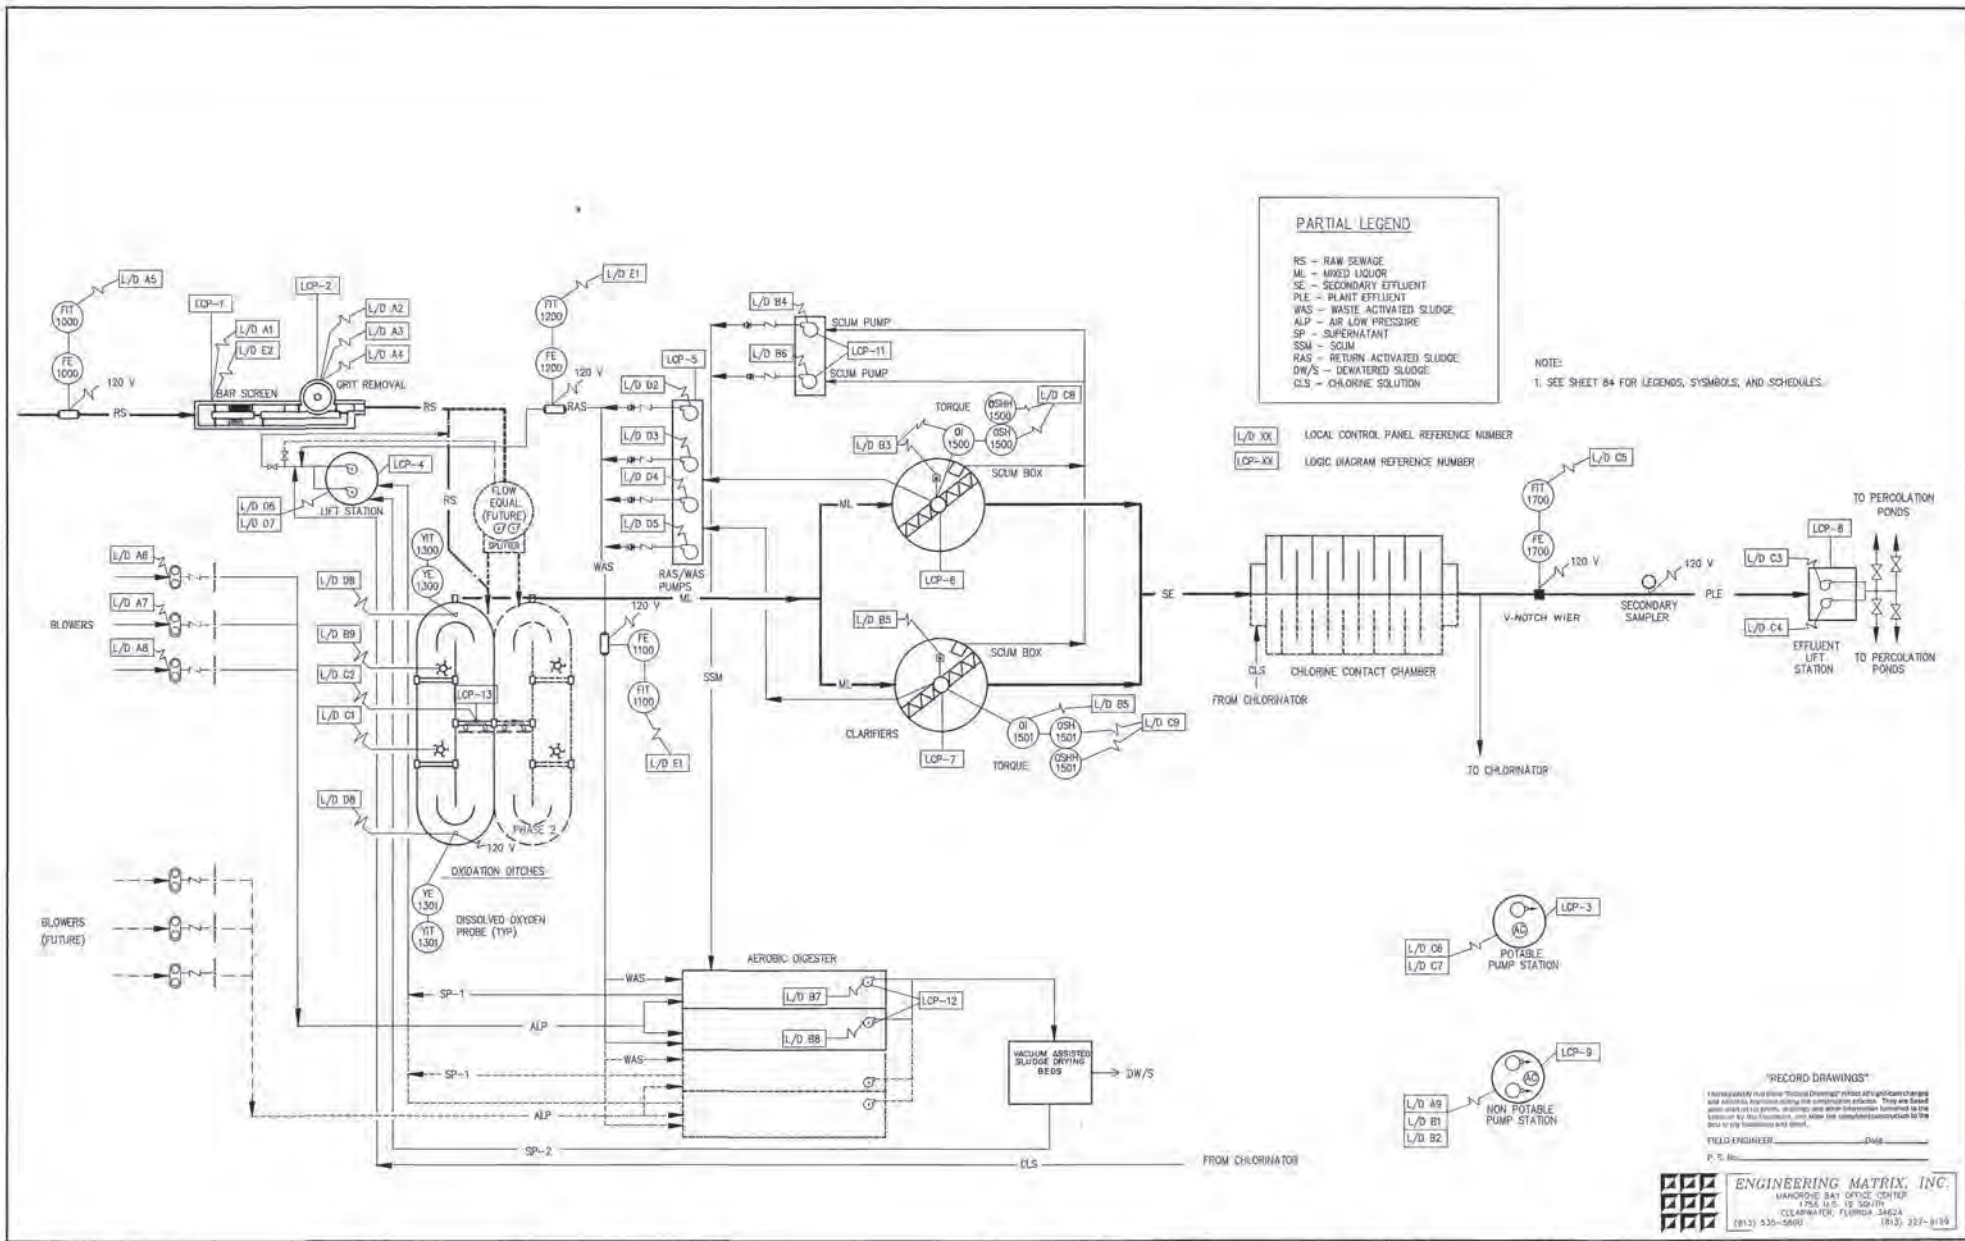 L/D A5
FIT
1000
FE
1000
120 V
RS
LCP-1
L/D A1
L/D E2
BAR SCREEN
LCP-2
L/D A2
L/D A3
L/D A4
GRIT REMOVAL
RS
LCP-4
L/D D6
L/D D7
LIFT STATION
RS
FLOW
EQUAL
(FUTURE)
SPLITTER
L/D E1
FIT
1200
FE
1200
120 V
RAS
LCP-5
L/D D2
L/D D3
L/D D4
L/D D5
WAS
RAS/WAS
PUMPS
L/D B4
SCUM PUMP
LCP-11
L/D B6
SCUM PUMP
TORQUE
OSHH
1500
L/D C8
L/D B3
OI
1500
OSH
1500
SCUM BOX
ML
LCP-6
ML
SE
L/D B5
SCUM BOX
ML
CLARIFIERS
LCP-7
OI
1501
OSH
1501
L/D B5
L/D C9
TORQUE
OSHH
1501
PARTIAL LEGEND
RS - RAW SEWAGE
ML - MIXED LIQUOR
SE - SECONDARY EFFLUENT
PLE - PLANT EFFLUENT
WAS - WASTE ACTIVATED SLUDGE
ALP - AIR LOW PRESSURE
SP - SUPERNATANT
SSM - SCUM
RAS - RETURN ACTIVATED SLUDGE
DW/S - DEWATERED SLUDGE
CLS - CHLORINE SOLUTION
L/D XX LOCAL CONTROL PANEL REFERENCE NUMBER
LCP-XX LOGIC DIAGRAM REFERENCE NUMBER
NOTE:
1. SEE SHEET 84 FOR LEGENDS, SYSMBOLS, AND SCHEDULES.
L/D C5
FIT
1700
FE
1700
120 V
V-NOTCH WIER
120 V
SECONDARY
SAMPLER
PLE
CHLORINE CONTACT CHAMBER
CLS
FROM CHLORINATOR
TO CHLORINATOR
TO PERCOLATION
PONDS
LCP-8
L/D C3
L/D C4
EFFLUENT
LIFT
STATION
TO PERCOLATION
PONDS
L/D A6
L/D A7
L/D A8
BLOWERS
YIT
1300
YE
1300
L/D D8
L/D B9
L/D C2
LCP-13
L/D C1
L/D D8
PHASE 2
120 V
OXIDATION DITCHES
YE
1301
YIT
1301
DISSOLVED OXYGEN
PROBE (TYP)
120 V
FE
1100
FIT
1100
L/D E1
SSM
BLOWERS
(FUTURE)
AEROBIC DIGESTER
WAS
SP-1
L/D B7
LCP-12
ALP
L/D B8
WAS
SP-1
ALP
SP-2
CLS
FROM CHLORINATOR
VACUUM ASSISTED
SLUDGE DRYING
BEDS
DW/S
LCP-3
AC
L/D C6
L/D C7
POTABLE
PUMP STATION
LCP-9
AC
L/D A9
L/D B1
L/D B2
NON POTABLE
PUMP STATION
"RECORD DRAWINGS"
FIELD ENGINEER Date
P. E. No.
ENGINEERING MATRIX, INC.
MANGROVE BAY OFFICE CENTER
1755 U.S. 19 SOUTH
CLEARWATER, FLORIDA 34624
(813) 535-5800